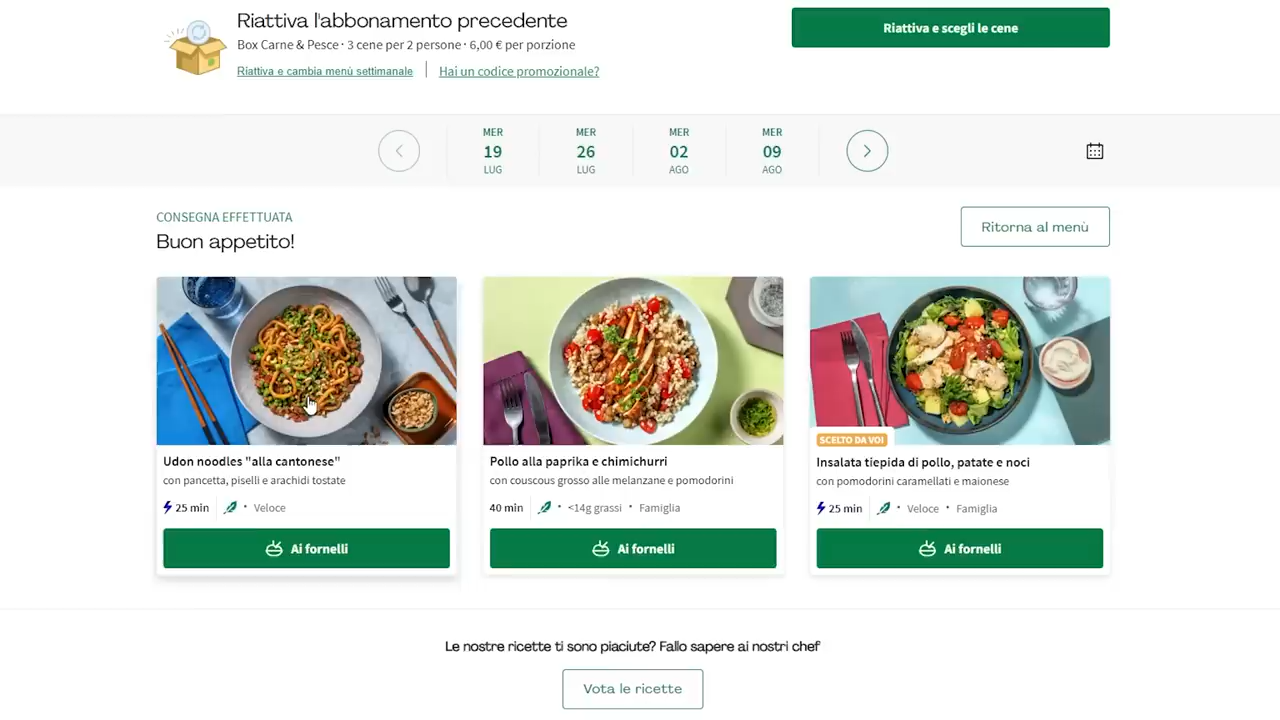 Riattiva l'abbonamento precedente
Box Carne & Pesce · 3 cene per 2 persone · 6,00 € per porzione
Riattiva e cambia menù settimanale
Hai un codice promozionale?
Riattiva e scegli le cene
MER
19
LUG
MER
26
LUG
MER
02
AGO
MER
09
AGO
CONSEGNA EFFETTUATA
Buon appetito!
Ritorna al menù
Udon noodles "alla cantonese"
con pancetta, piselli e arachidi tostate
25 min · Veloce
Ai fornelli
Pollo alla paprika e chimichurri
con couscous grosso alle melanzane e pomodorini
40 min · <14g grassi · Famiglia
Ai fornelli
SCELTO DA VOI
Insalata tiepida di pollo, patate e noci
con pomodorini caramellati e maionese
25 min · Veloce · Famiglia
Ai fornelli
Le nostre ricette ti sono piaciute? Fallo sapere ai nostri chef
Vota le ricette